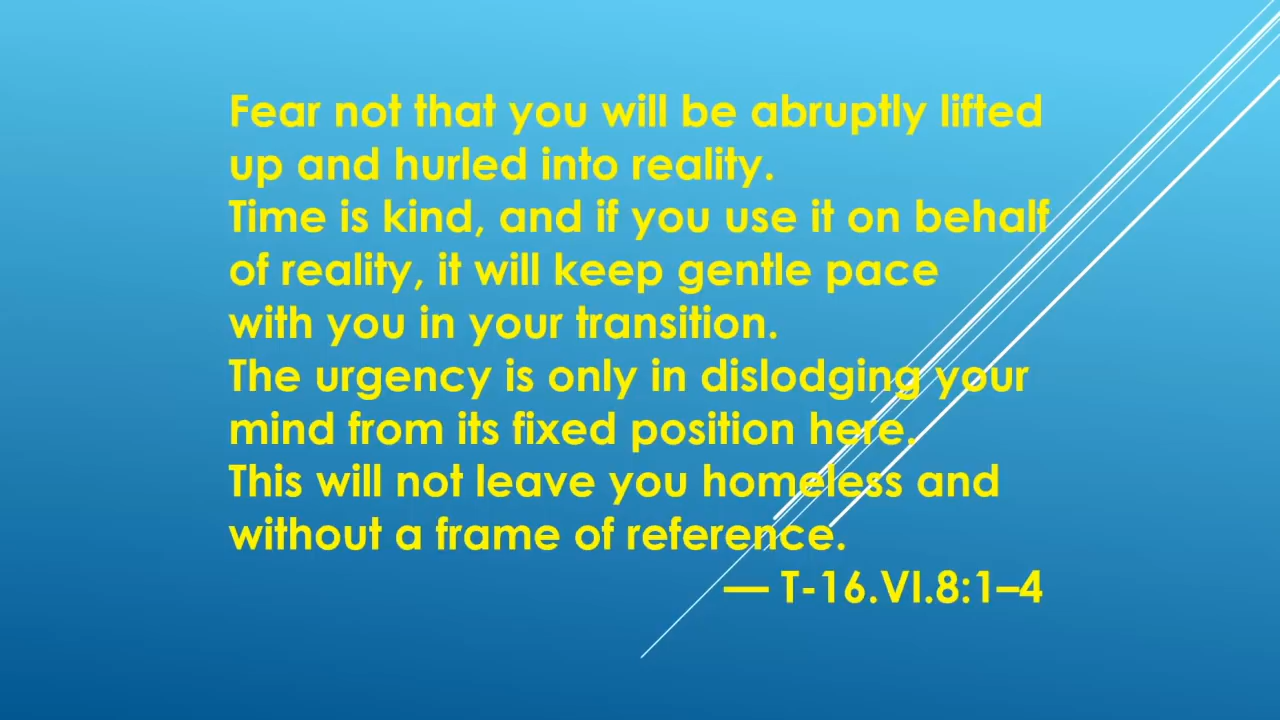 Fear not that you will be abruptly lifted
up and hurled into reality.
Time is kind, and if you use it on behalf
of reality, it will keep gentle pace
with you in your transition.
The urgency is only in dislodging your
mind from its fixed position here.
This will not leave you homeless and
without a frame of reference.
— T-16.VI.8:1–4